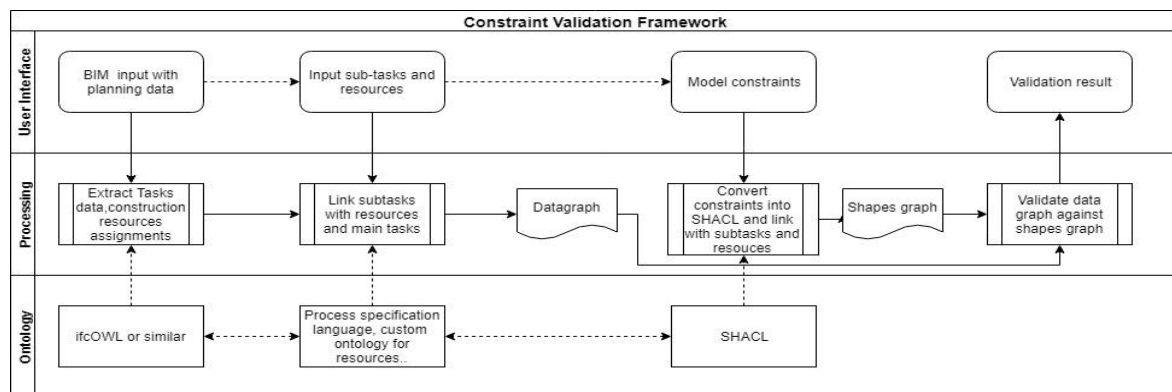 Constraint Validation Framework
User Interface
BIM input with
planning data
Input sub-tasks and
resources
Model constraints
Validation result
Processing
Extract Tasks
data,construction
resources
assignments
Link subtasks
with resources
and main tasks
Datagraph
Convert
constraints into
SHACL and link
with subtasks and
resouces
Shapes graph
Validate data
graph against
shapes graph
Ontology
ifcOWL or similar
Process specification
language, custom
ontology for
resources..
SHACL